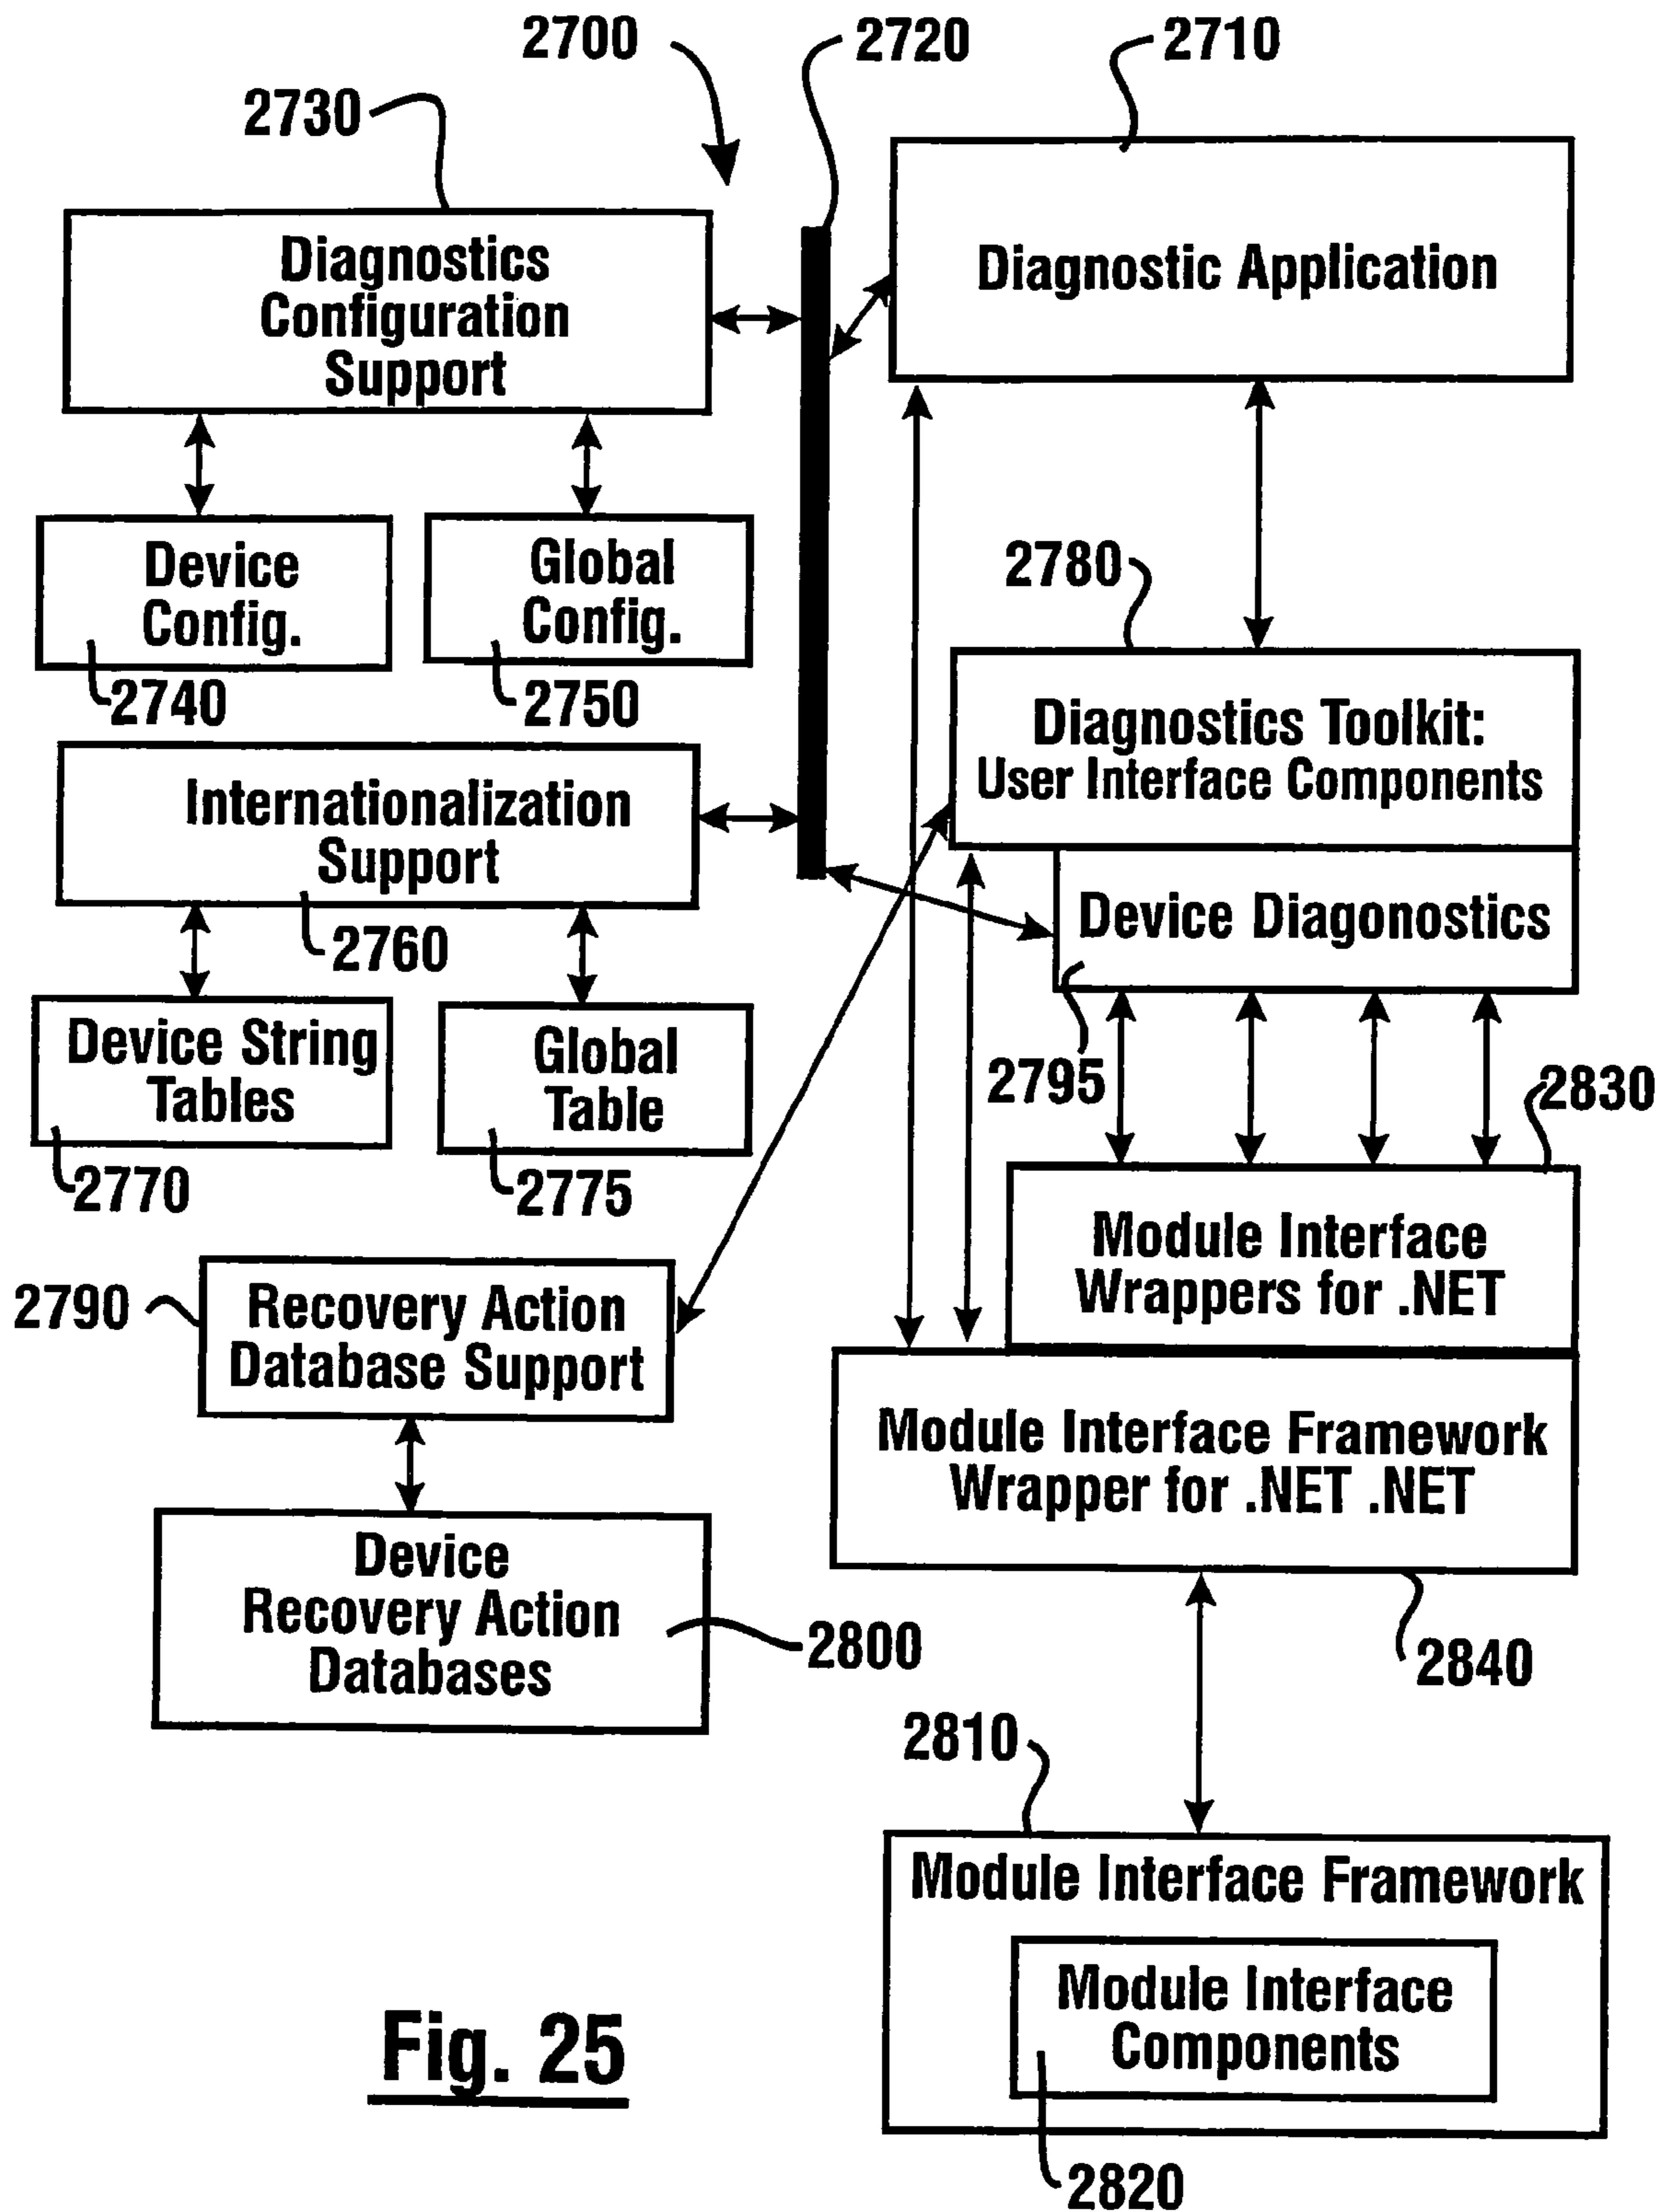 2700
2720
2710
2730
Diagnostics
Configuration
Support
Diagnostic Application
Device
Config.
Global
Config.
2740
2750
2780
Internationalization
Support
2760
Diagnostics Toolkit:
User Interface Components
Device Diagonostics
2795
Device String
Tables
Global
Table
2770
2775
2830
2790
Recovery Action
Database Support
Module Interface
Wrappers for .NET
Module Interface Framework
Wrapper for .NET .NET
Device
Recovery Action
Databases
2800
2840
2810
Module Interface Framework
Module Interface
Components
2820
Fig. 25